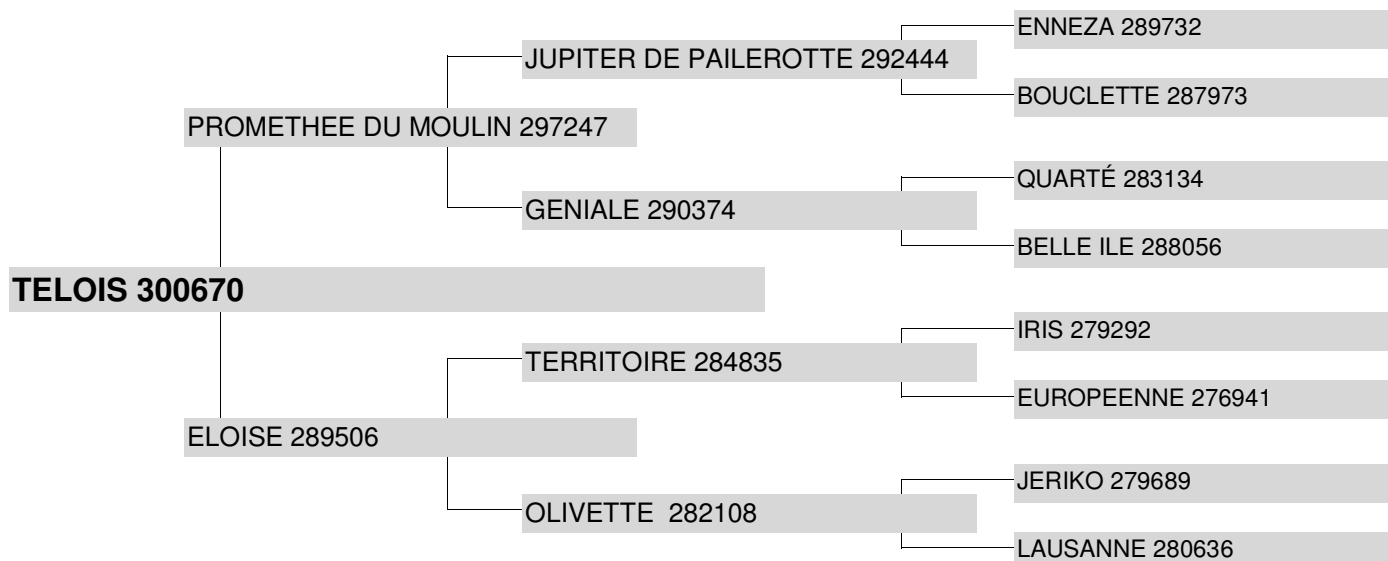 ENNEZA 289732
JUPITER DE PAILEROTTE 292444
BOUCLETTE 287973
PROMETHEE DU MOULIN 297247
QUARTÉ 283134
GENIALE 290374
BELLE ILE 288056
TELOIS 300670
IRIS 279292
TERRITOIRE 284835
EUROPEENNE 276941
ELOISE 289506
JERIKO 279689
OLIVETTE  282108
LAUSANNE 280636